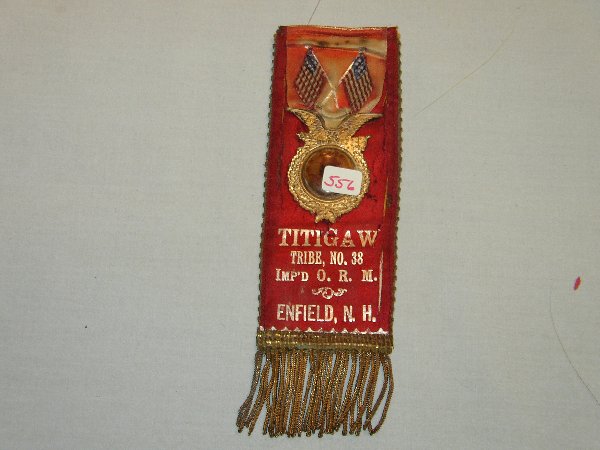 556
TITIGAW
TRIBE, NO. 38
IMP'D O. R. M.
ENFIELD, N. H.